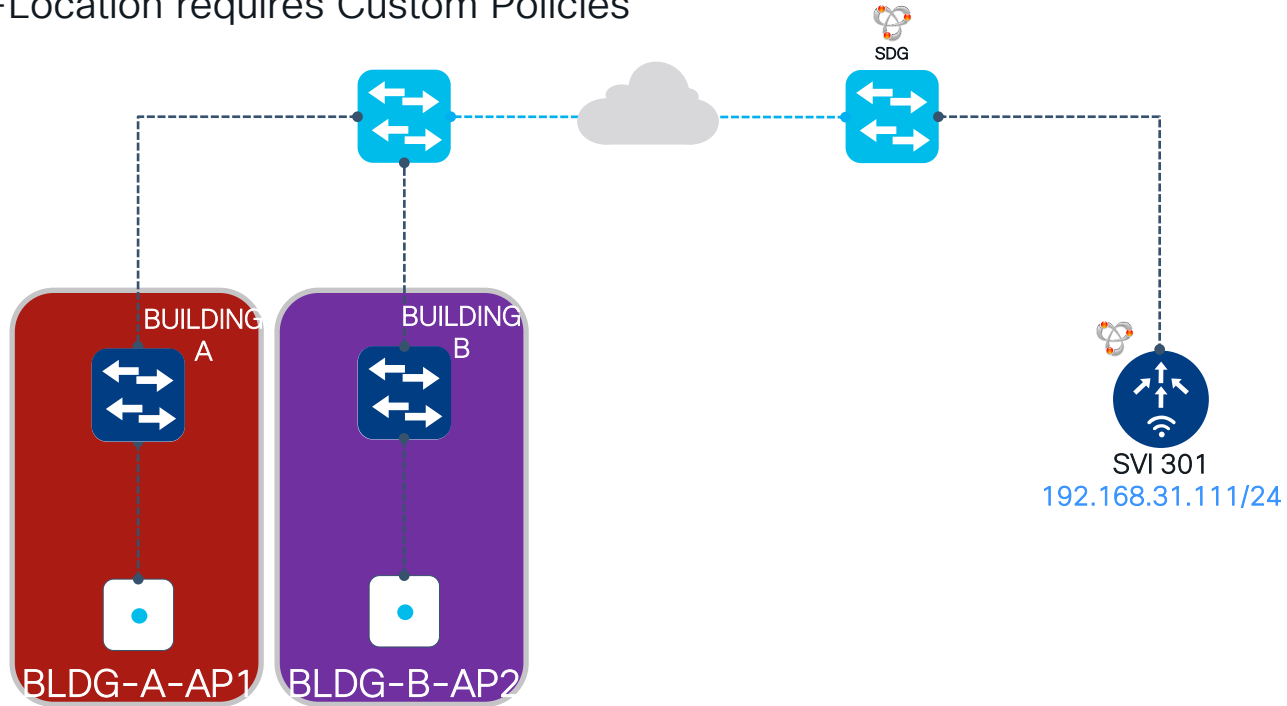 -Location requires Custom Policies
SDG
BUILDING
A
BUILDING
B
SVI 301
192.168.31.111/24
BLDG-A-AP1
BLDG-B-AP2